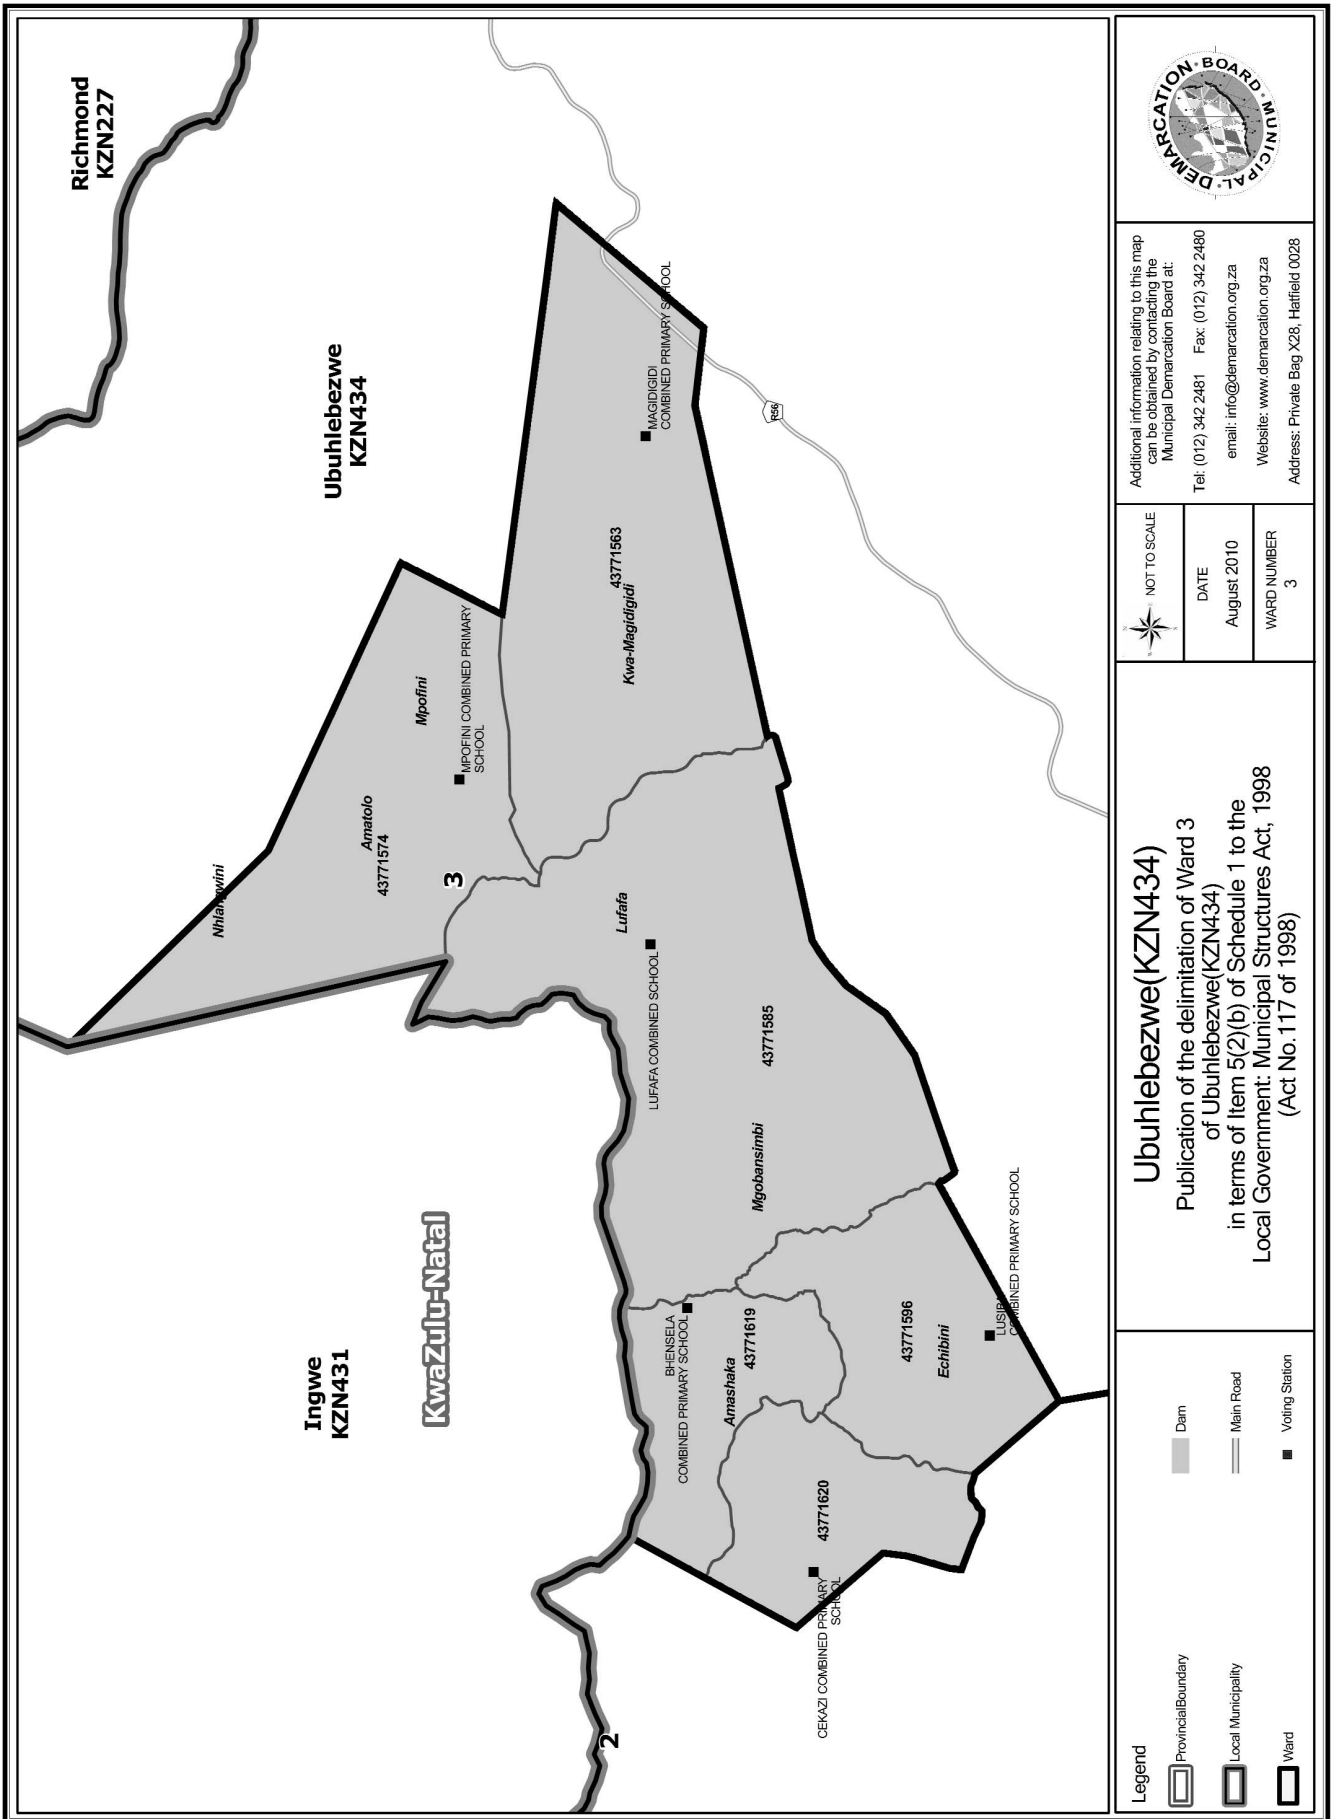 Richmond
KZN227
Ubuhlebezwe
KZN434
Ingwe
KZN431
KwaZulu-Natal
Nhlangwini
Amatolo
43771574
Mpofini
MPOFINI COMBINED PRIMARY
SCHOOL
3
Kwa-Magidigidi
43771563
MAGIDIGIDI
COMBINED PRIMARY SCHOOL
R56
Lufafa
LUFAFA COMBINED SCHOOL
43771585
Mgobansimbi
BHENSELA
COMBINED PRIMARY SCHOOL
Amashaka
43771619
43771596
Echibini
COMBINED PRIMARY SCHOOL
43771620
CEKAZI COMBINED PRIMARY
SCHOOL
2
Legend
ProvincialBoundary
Local Municipality
Ward
Dam
Main Road
Voting Station
Ubuhlebezwe(KZN434)
Publication of the delimitation of Ward 3
of Ubuhlebezwe(KZN434)
in terms of Item 5(2)(b) of Schedule 1 to the
Local Government: Municipal Structures Act, 1998
(Act No.117 of 1998)
NOT TO SCALE
DATE
August 2010
WARD NUMBER
3
Additional information relating to this map
can be obtained by contacting the
Municipal Demarcation Board at:
Tel: (012) 342 2481 Fax: (012) 342 2480
email: info@demarcation.org.za
Website: www.demarcation.org.za
Address: Private Bag X28, Hatfield 0028
MUNICIPAL DEMARCATION BOARD